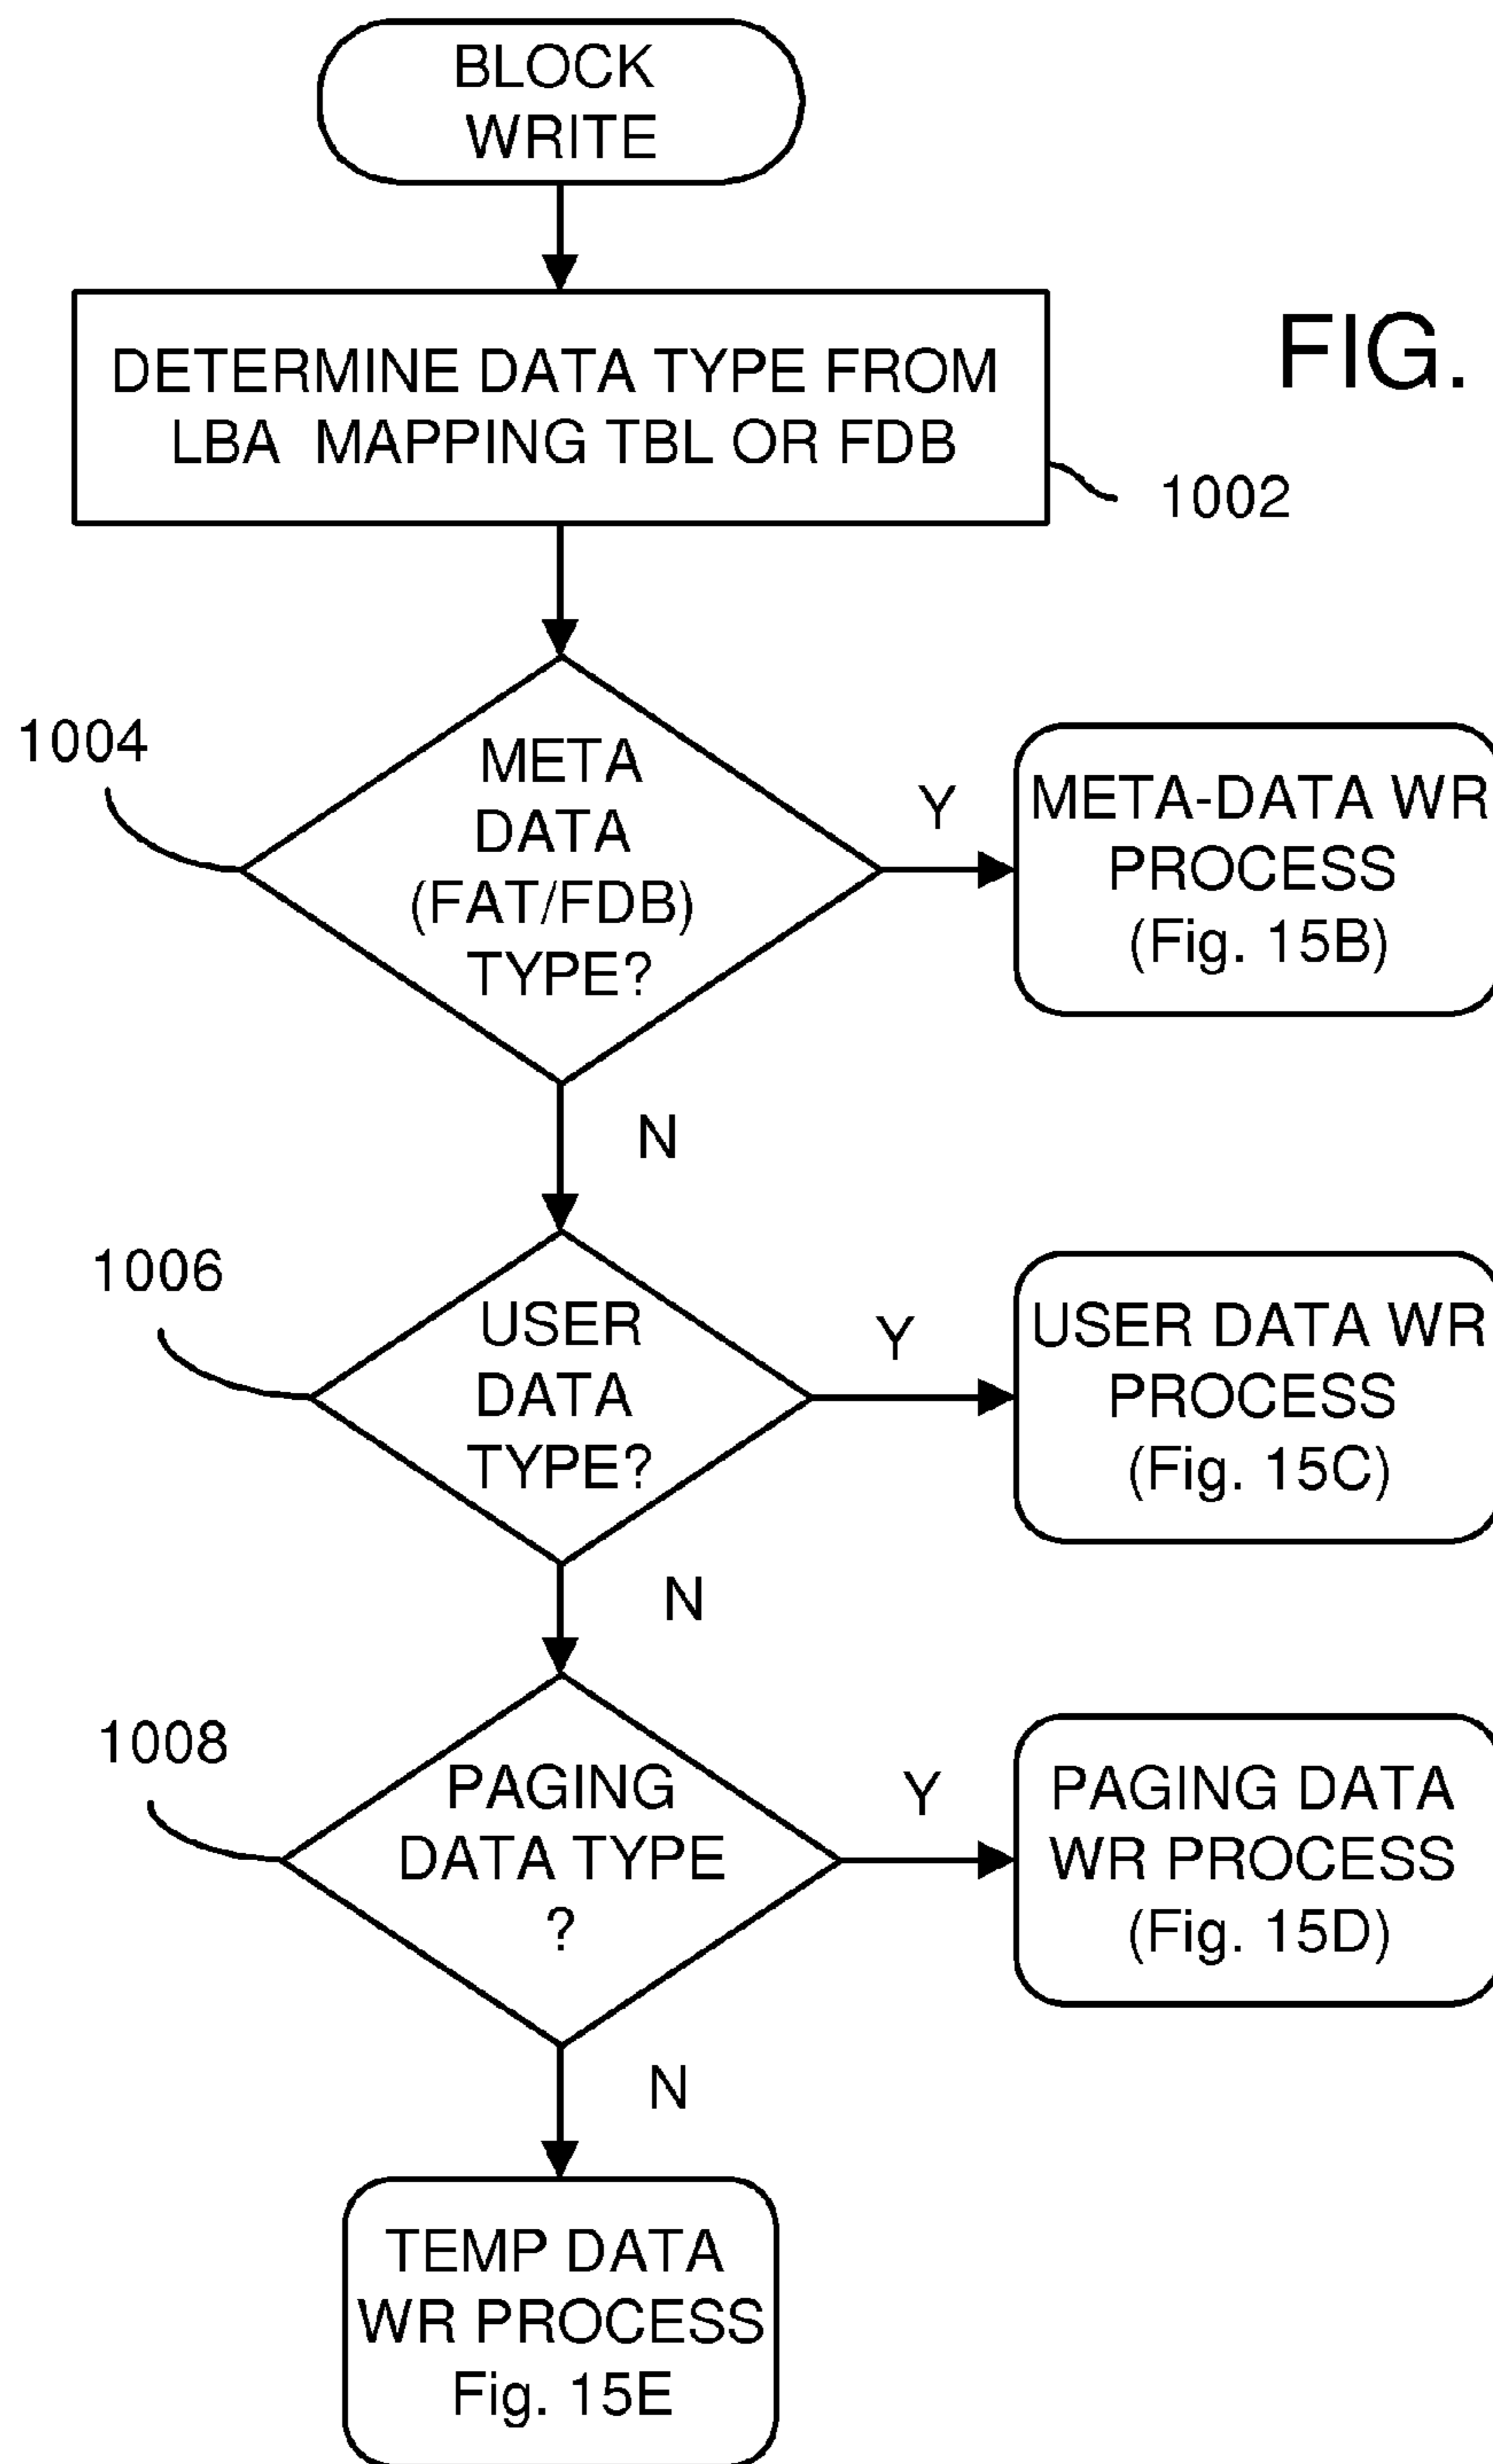 BLOCK
WRITE
DETERMINE DATA TYPE FROM
LBA MAPPING TBL OR FDB
FIG.
1002
1004
META
DATA
(FAT/FDB)
TYPE?
Y
META-DATA WR
PROCESS
(Fig. 15B)
N
1006
USER
DATA
TYPE?
Y
USER DATA WR
PROCESS
(Fig. 15C)
N
1008
PAGING
DATA TYPE
?
Y
PAGING DATA
WR PROCESS
(Fig. 15D)
N
TEMP DATA
WR PROCESS
Fig. 15E